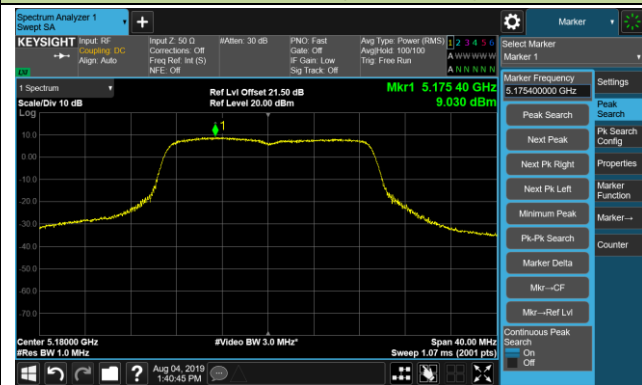 Spectrum Analyzer 1
Swept SA
Marker
KEYSIGHT
Input: RF
Coupling: DC
Align: Auto
Input Z: 50 Ω
Corrections: Off
Freq Ref: Int (S)
NFE: Off
#Atten: 30 dB
PNO: Fast
Gate: Off
IF Gain: Low
Sig Track: Off
Avg Type: Power (RMS)
Avg|Hold: 100/100
Trig: Free Run
1 2 3 4 5 6
A W W W W W
A N N N N N
Select Marker
Marker 1
1 Spectrum
Scale/Div 10 dB
Log
Ref Lvl Offset 21.50 dB
Ref Level 20.00 dBm
Mkr1 5.175 40 GHz
9.030 dBm
1
10.0
0.00
-10.0
-20.0
-30.0
-40.0
-50.0
-60.0
-70.0
Center 5.18000 GHz
#Res BW 1.0 MHz
#Video BW 3.0 MHz*
Span 40.00 MHz
Sweep 1.07 ms (2001 pts)
Marker Frequency
5.175400000 GHz
Peak Search
Next Peak
Next Pk Right
Next Pk Left
Minimum Peak
Pk-Pk Search
Marker Delta
Mkr→CF
Mkr→Ref Lvl
Continuous Peak
Search
On
Off
Settings
Peak
Search
Pk Search
Config
Properties
Marker
Function
Marker→
Counter
?
Aug 04, 2019
1:40:45 PM